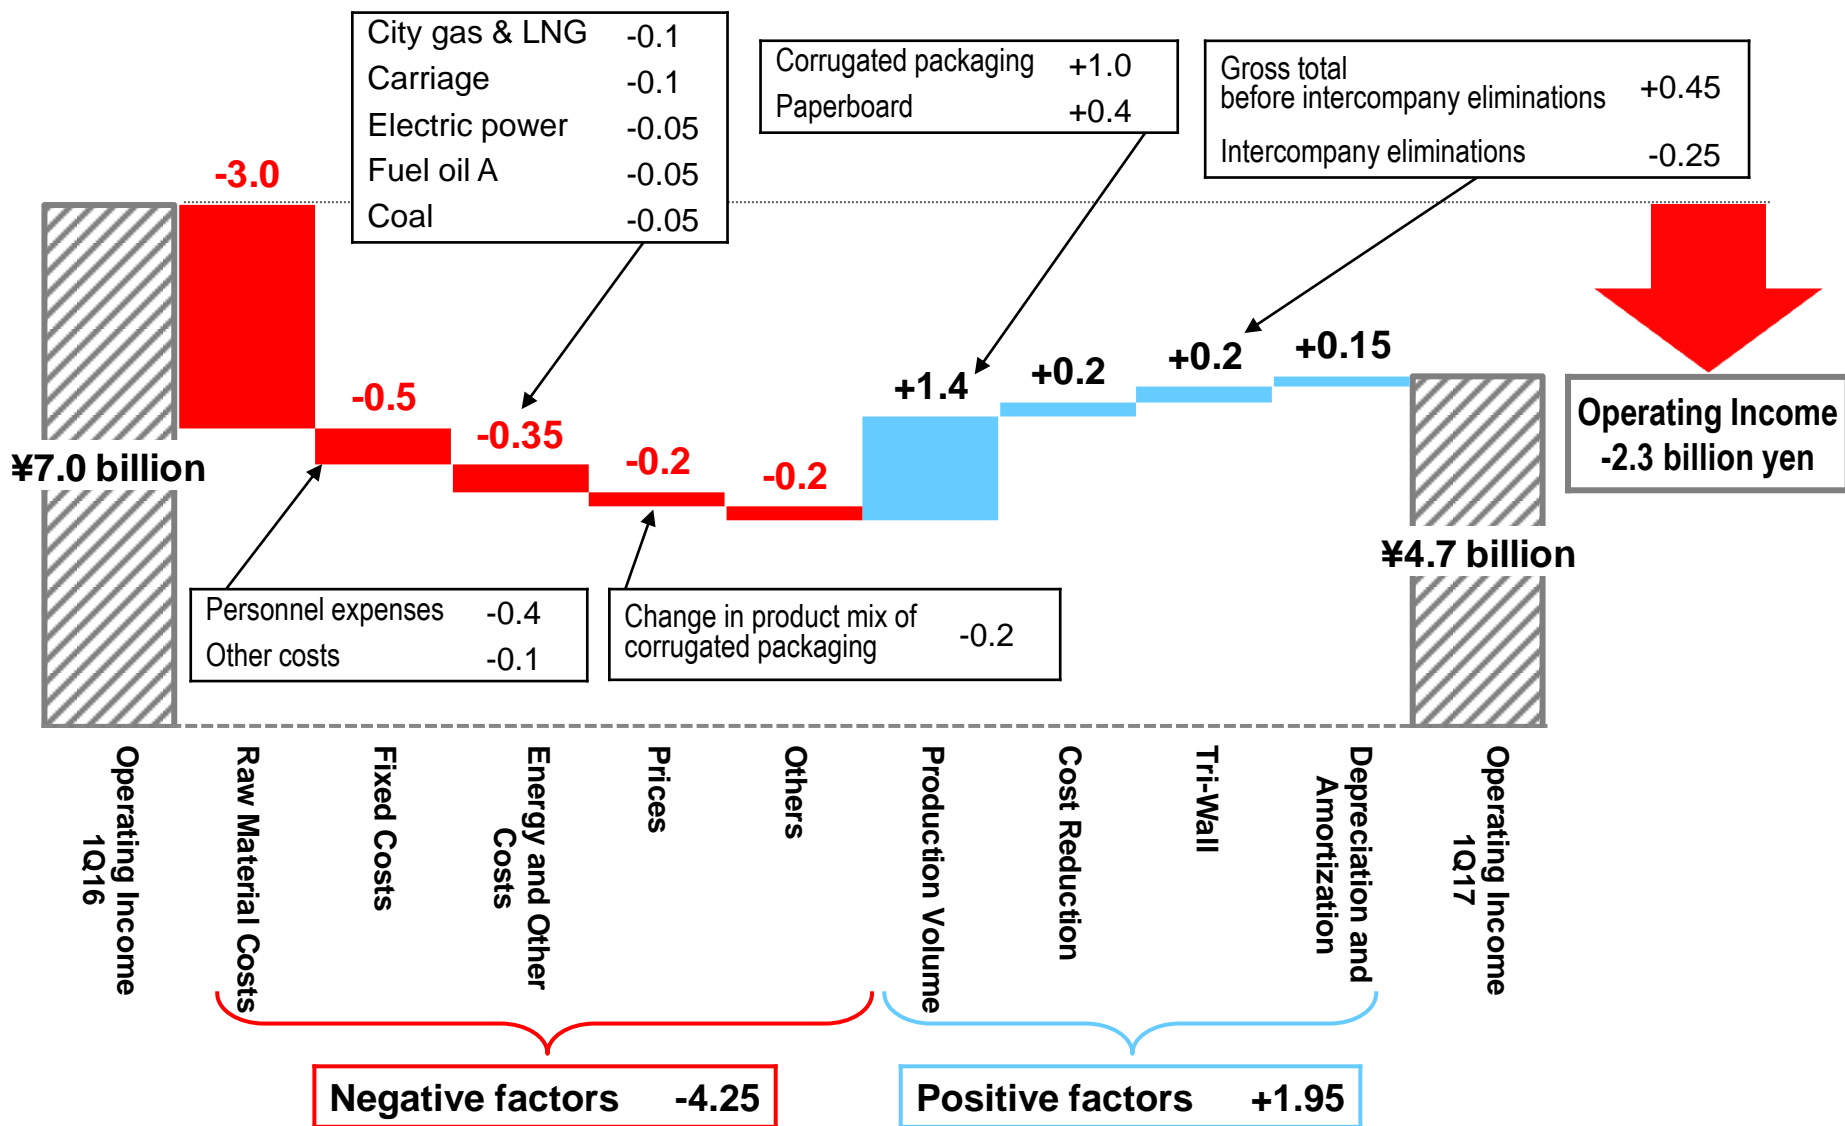 City gas & LNG -0.1
Carriage -0.1
Electric power -0.05
Fuel oil A -0.05
Coal -0.05
Corrugated packaging +1.0
Paperboard +0.4
Gross total
before intercompany eliminations +0.45
Intercompany eliminations -0.25
-3.0
-0.5
-0.35
-0.2
-0.2
+1.4
+0.2
+0.2
+0.15
¥7.0 billion
¥4.7 billion
Operating Income
-2.3 billion yen
Personnel expenses -0.4
Other costs -0.1
Change in product mix of
corrugated packaging -0.2
Operating Income
1Q16
Raw Material Costs
Fixed Costs
Energy and Other
Costs
Prices
Others
Production Volume
Cost Reduction
Tri-Wall
Depreciation and
Amortization
Operating Income
1Q17
Negative factors -4.25
Positive factors +1.95